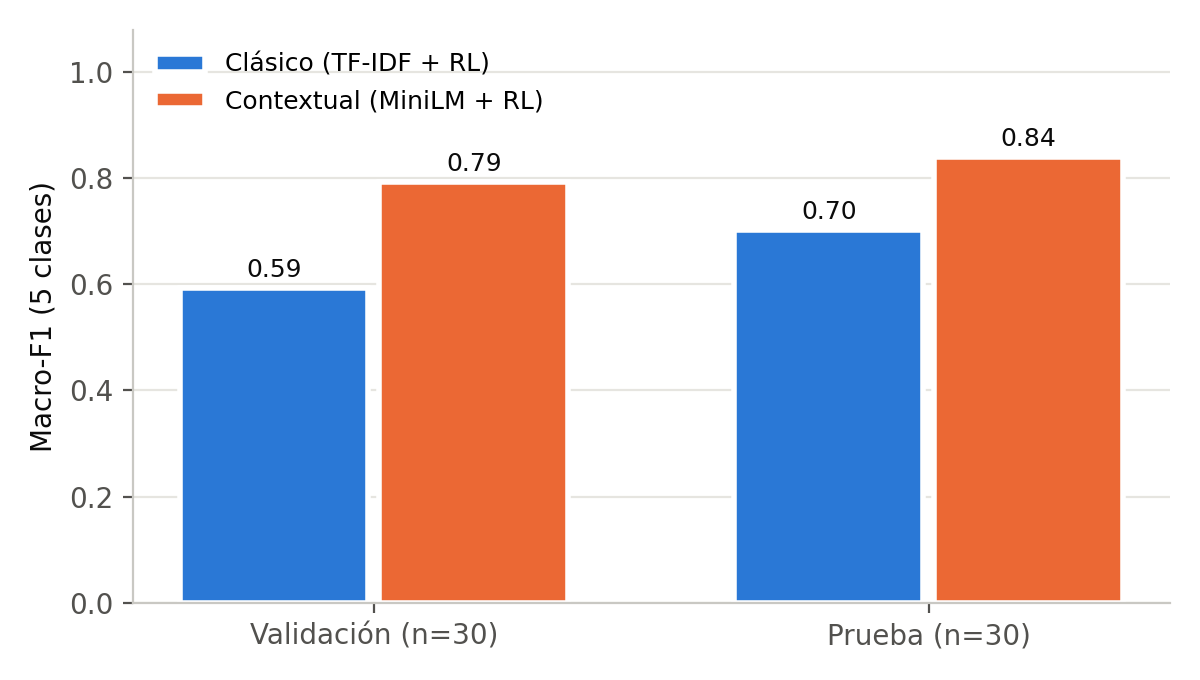 Clásico (TF-IDF + RL)
Contextual (MiniLM + RL)
Macro-F1 (5 clases)
1.0
0.8
0.6
0.4
0.2
0.0
0.59
0.79
0.70
0.84
Validación (n=30)
Prueba (n=30)